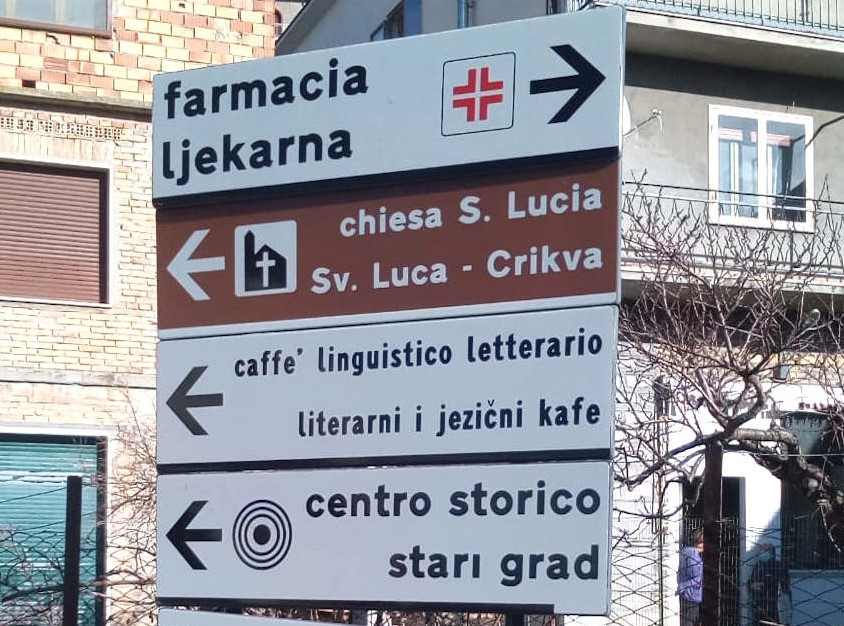 farmacia
ljekarna
chiesa S. Lucia
Sv. Luca - Crikva
caffe' linguistico letterario
literarni i jezični kafe
centro storico
stari grad